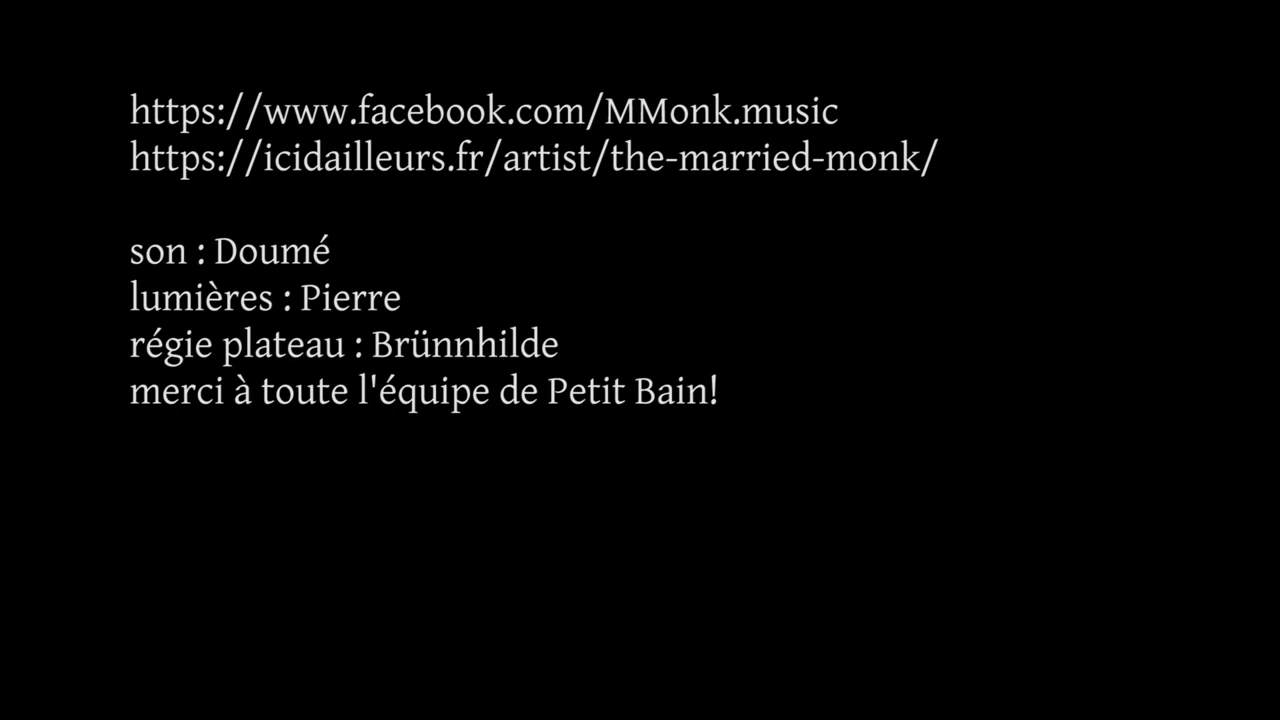 https://www.facebook.com/MMonk.music
https://icidailleurs.fr/artist/the-married-monk/
son : Doumé
lumières : Pierre
régie plateau : Brünnhilde
merci à toute l'équipe de Petit Bain!